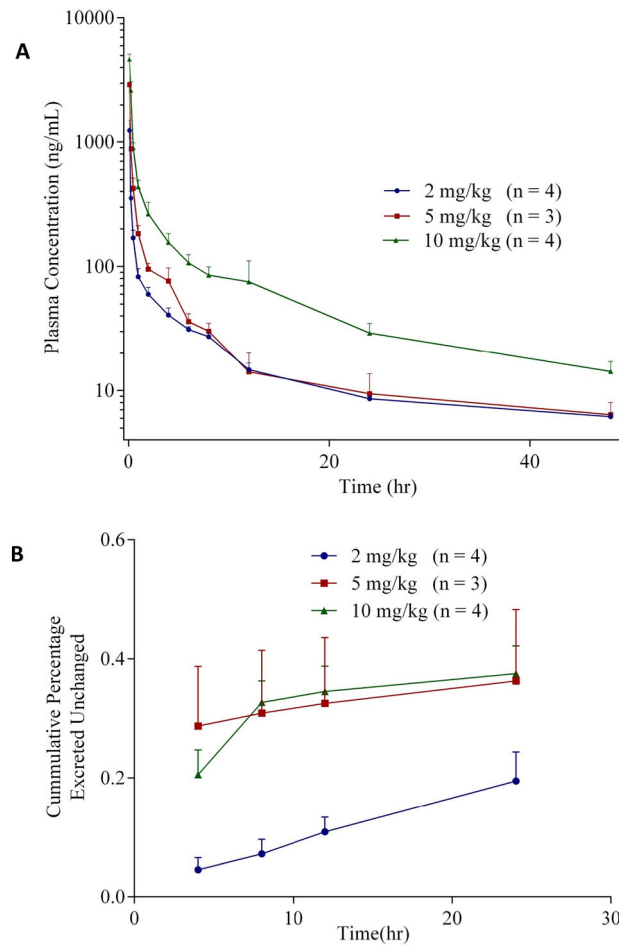 A
Plasma Concentration (ng/mL)
10000
1000
100
10
2 mg/kg (n = 4)
5 mg/kg (n = 3)
10 mg/kg (n = 4)
0
20
40
Time (hr)
B
Cummulative Percentage
Excreted Unchanged
0.6
0.4
0.2
0.0
2 mg/kg (n = 4)
5 mg/kg (n = 3)
10 mg/kg (n = 4)
0
10
20
30
Time(hr)